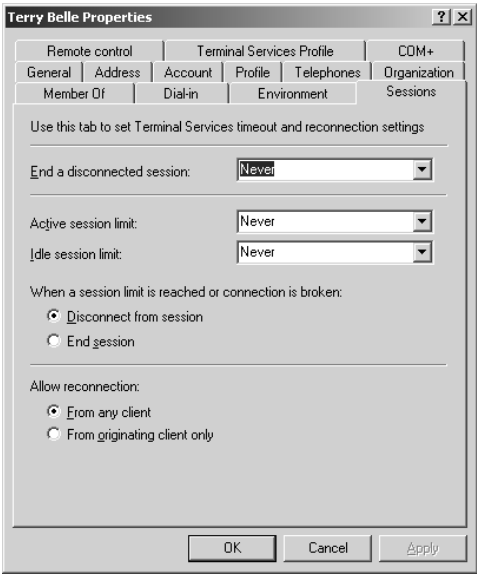 Terry Belle Properties
Remote control Terminal Services Profile COM+
General Address Account Profile Telephones Organization
Member Of Dial-in Environment Sessions
Use this tab to set Terminal Services timeout and reconnection settings
End a disconnected session: Never
Active session limit: Never
Idle session limit: Never
When a session limit is reached or connection is broken:
Disconnect from session
End session
Allow reconnection:
From any client
From originating client only
OK Cancel Apply